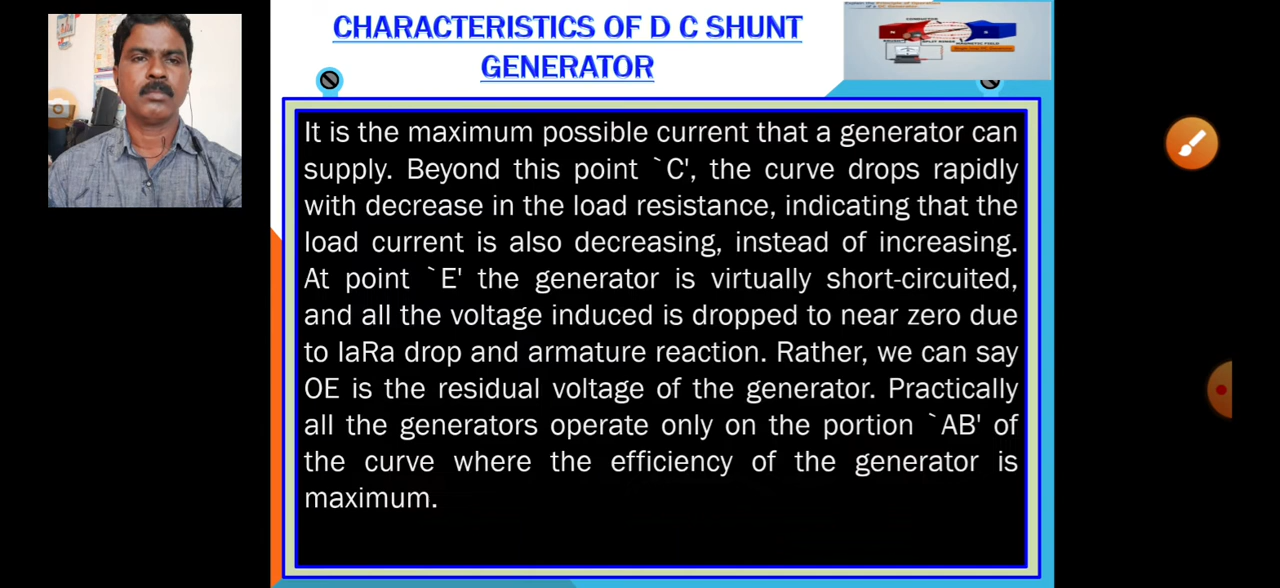 CHARACTERISTICS OF D C SHUNT
GENERATOR
It is the maximum possible current that a generator can
supply. Beyond this point `C', the curve drops rapidly
with decrease in the load resistance, indicating that the
load current is also decreasing, instead of increasing.
At point `E' the generator is virtually short-circuited,
and all the voltage induced is dropped to near zero due
to IaRa drop and armature reaction. Rather, we can say
OE is the residual voltage of the generator. Practically
all the generators operate only on the portion `AB' of
the curve where the efficiency of the generator is
maximum.